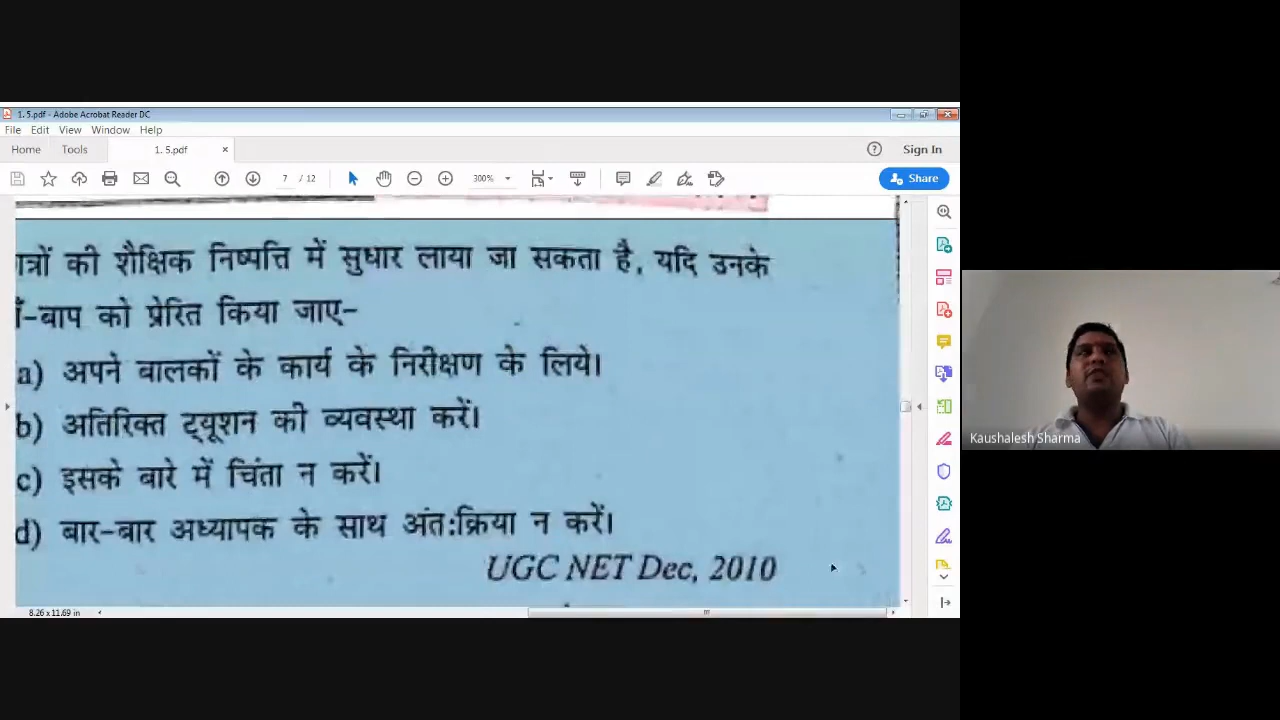 1. 5.pdf - Adobe Acrobat Reader DC
File Edit View Window Help
Home Tools 1. 5.pdf × Sign In
7 / 12 300% Share
ात्रों की शैक्षिक निष्पत्ति में सुधार लाया जा सकता है, यदि उनके
ाँ-बाप को प्रेरित किया जाए-
a) अपने बालकों के कार्य के निरीक्षण के लिये।
b) अतिरिक्त ट्यूशन की व्यवस्था करें।
c) इसके बारे में चिंता न करें।
d) बार-बार अध्यापक के साथ अंतःक्रिया न करें।
UGC NET Dec, 2010
Kaushalesh Sharma
8.26 x 11.69 in